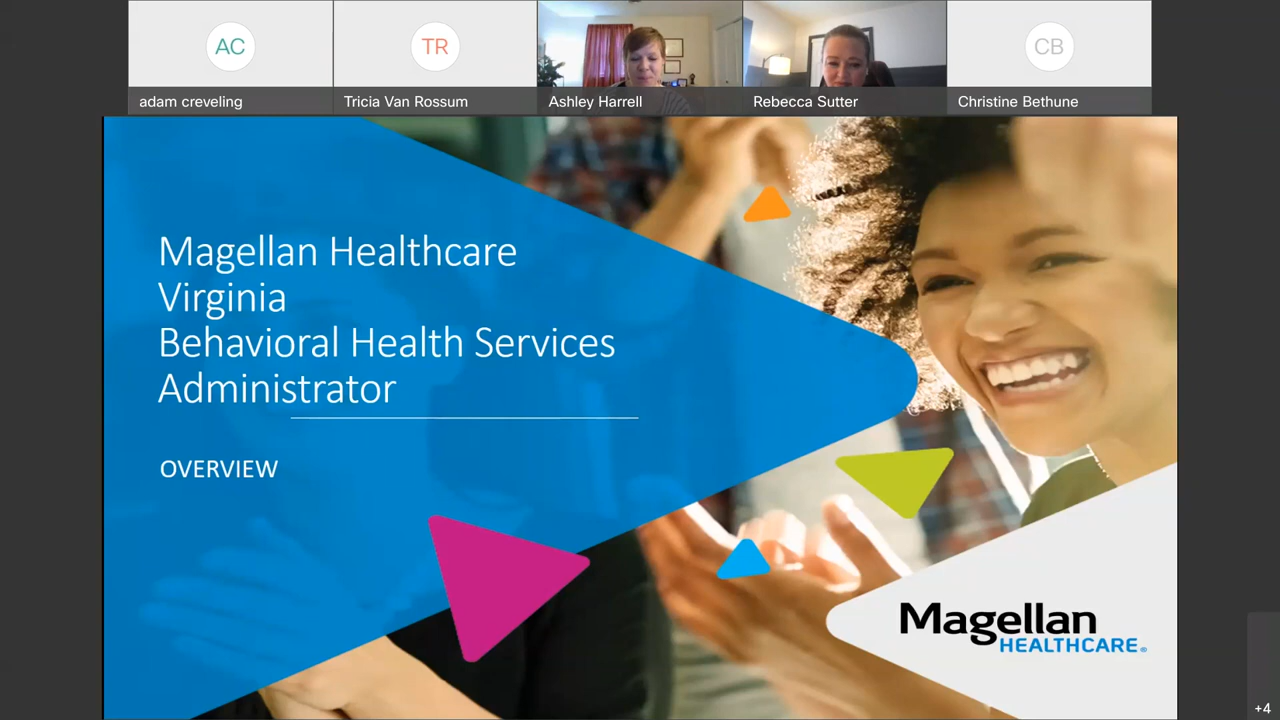 AC
TR
CB
adam creveling
Tricia Van Rossum
Ashley Harrell
Rebecca Sutter
Christine Bethune
Magellan Healthcare
Virginia
Behavioral Health Services
Administrator
OVERVIEW
Magellan
HEALTHCARE®
+4